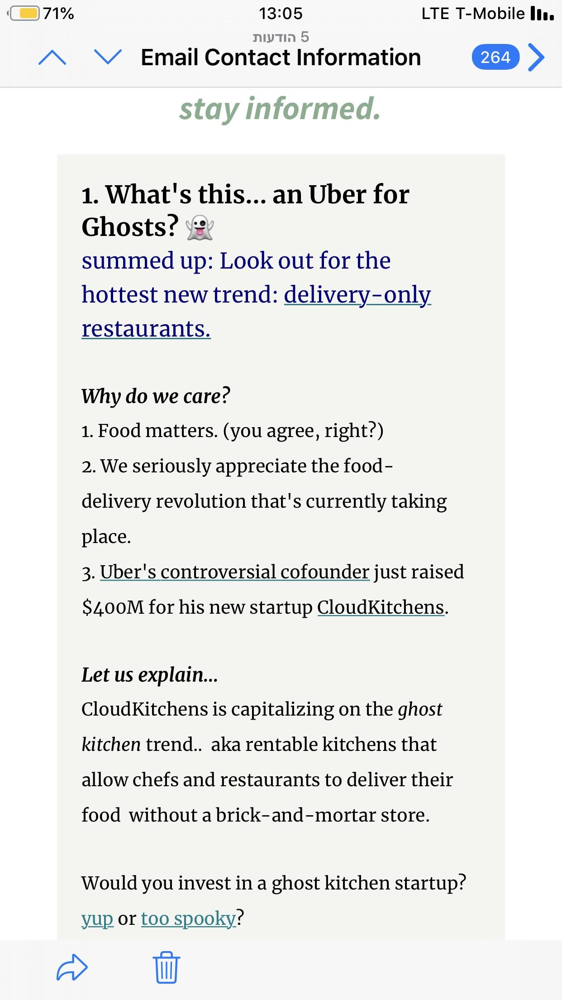 71%
13:05
LTE T-Mobile
5 הודעות
Email Contact Information
264
stay informed.
1. What's this... an Uber for
Ghosts? 👻
summed up: Look out for the
hottest new trend: delivery-only
restaurants.
Why do we care?
1. Food matters. (you agree, right?)
2. We seriously appreciate the food-
delivery revolution that's currently taking
place.
3. Uber's controversial cofounder just raised
$400M for his new startup CloudKitchens.
Let us explain...
CloudKitchens is capitalizing on the ghost
kitchen trend..  aka rentable kitchens that
allow chefs and restaurants to deliver their
food  without a brick-and-mortar store.
Would you invest in a ghost kitchen startup?
yup or too spooky?